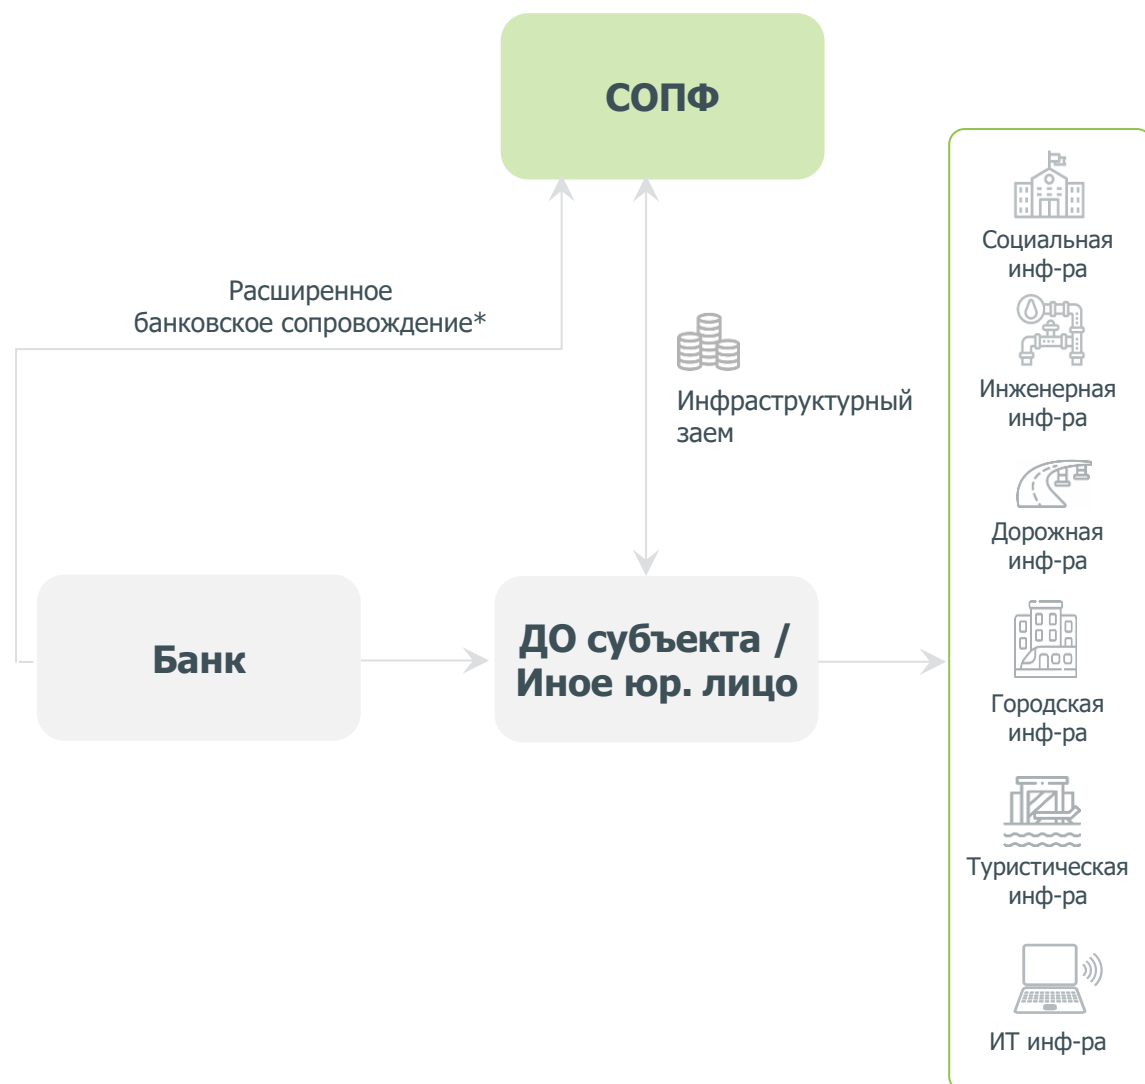 СОПФ
Расширенное
банковское сопровождение*
Инфраструктурный
заем
Банк
ДО субъекта /
Иное юр. лицо
Социальная
инф-ра
Инженерная
инф-ра
Дорожная
инф-ра
Городская
инф-ра
Туристическая
инф-ра
ИТ инф-ра